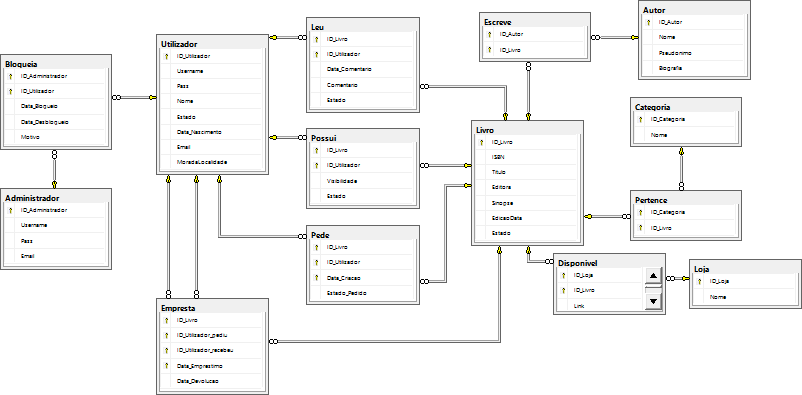 Bloqueia
ID_Administrador
ID_Utilizador
Data_Bloqueio
Data_Desbloqueio
Motivo
Administrador
ID_Administrador
Username
Pass
Email
Utilizador
ID_Utilizador
Username
Pass
Nome
Estado
Data_Nascimento
Email
MoradaLocalidade
Empresta
ID_Livro
ID_Utilizador_pediu
ID_Utilizador_recebeu
Data_Emprestimo
Data_Devolucao
Leu
ID_Livro
ID_Utilizador
Data_Comentario
Comentario
Estado
Possui
ID_Livro
ID_Utilizador
Visibilidade
Estado
Pede
ID_Livro
ID_Utilizador
Data_Criacao
Estado_Pedido
Escreve
ID_Autor
ID_Livro
Livro
ID_Livro
ISBN
Titulo
Editora
Sinopse
EdicaoData
Estado
Disponivel
ID_Loja
ID_Livro
Link
Autor
ID_Autor
Nome
Pseudonimo
Biografia
Categoria
ID_Categoria
Nome
Pertence
ID_Categoria
ID_Livro
Loja
ID_Loja
Nome